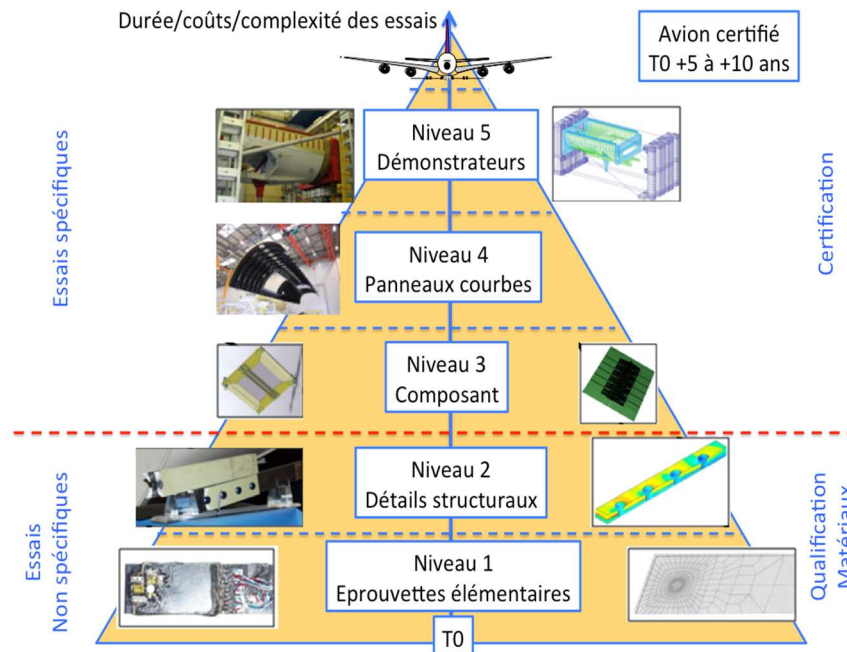 Durée/coûts/complexité des essais
Avion certifié
T0 +5 à +10 ans
Niveau 5
Démonstrateurs
Essais spécifiques
Certification
Niveau 4
Panneaux courbes
Niveau 3
Composant
Niveau 2
Détails structuraux
Essais
Non spécifiques
Qualification
Matériaux
Niveau 1
Eprouvettes élémentaires
T0